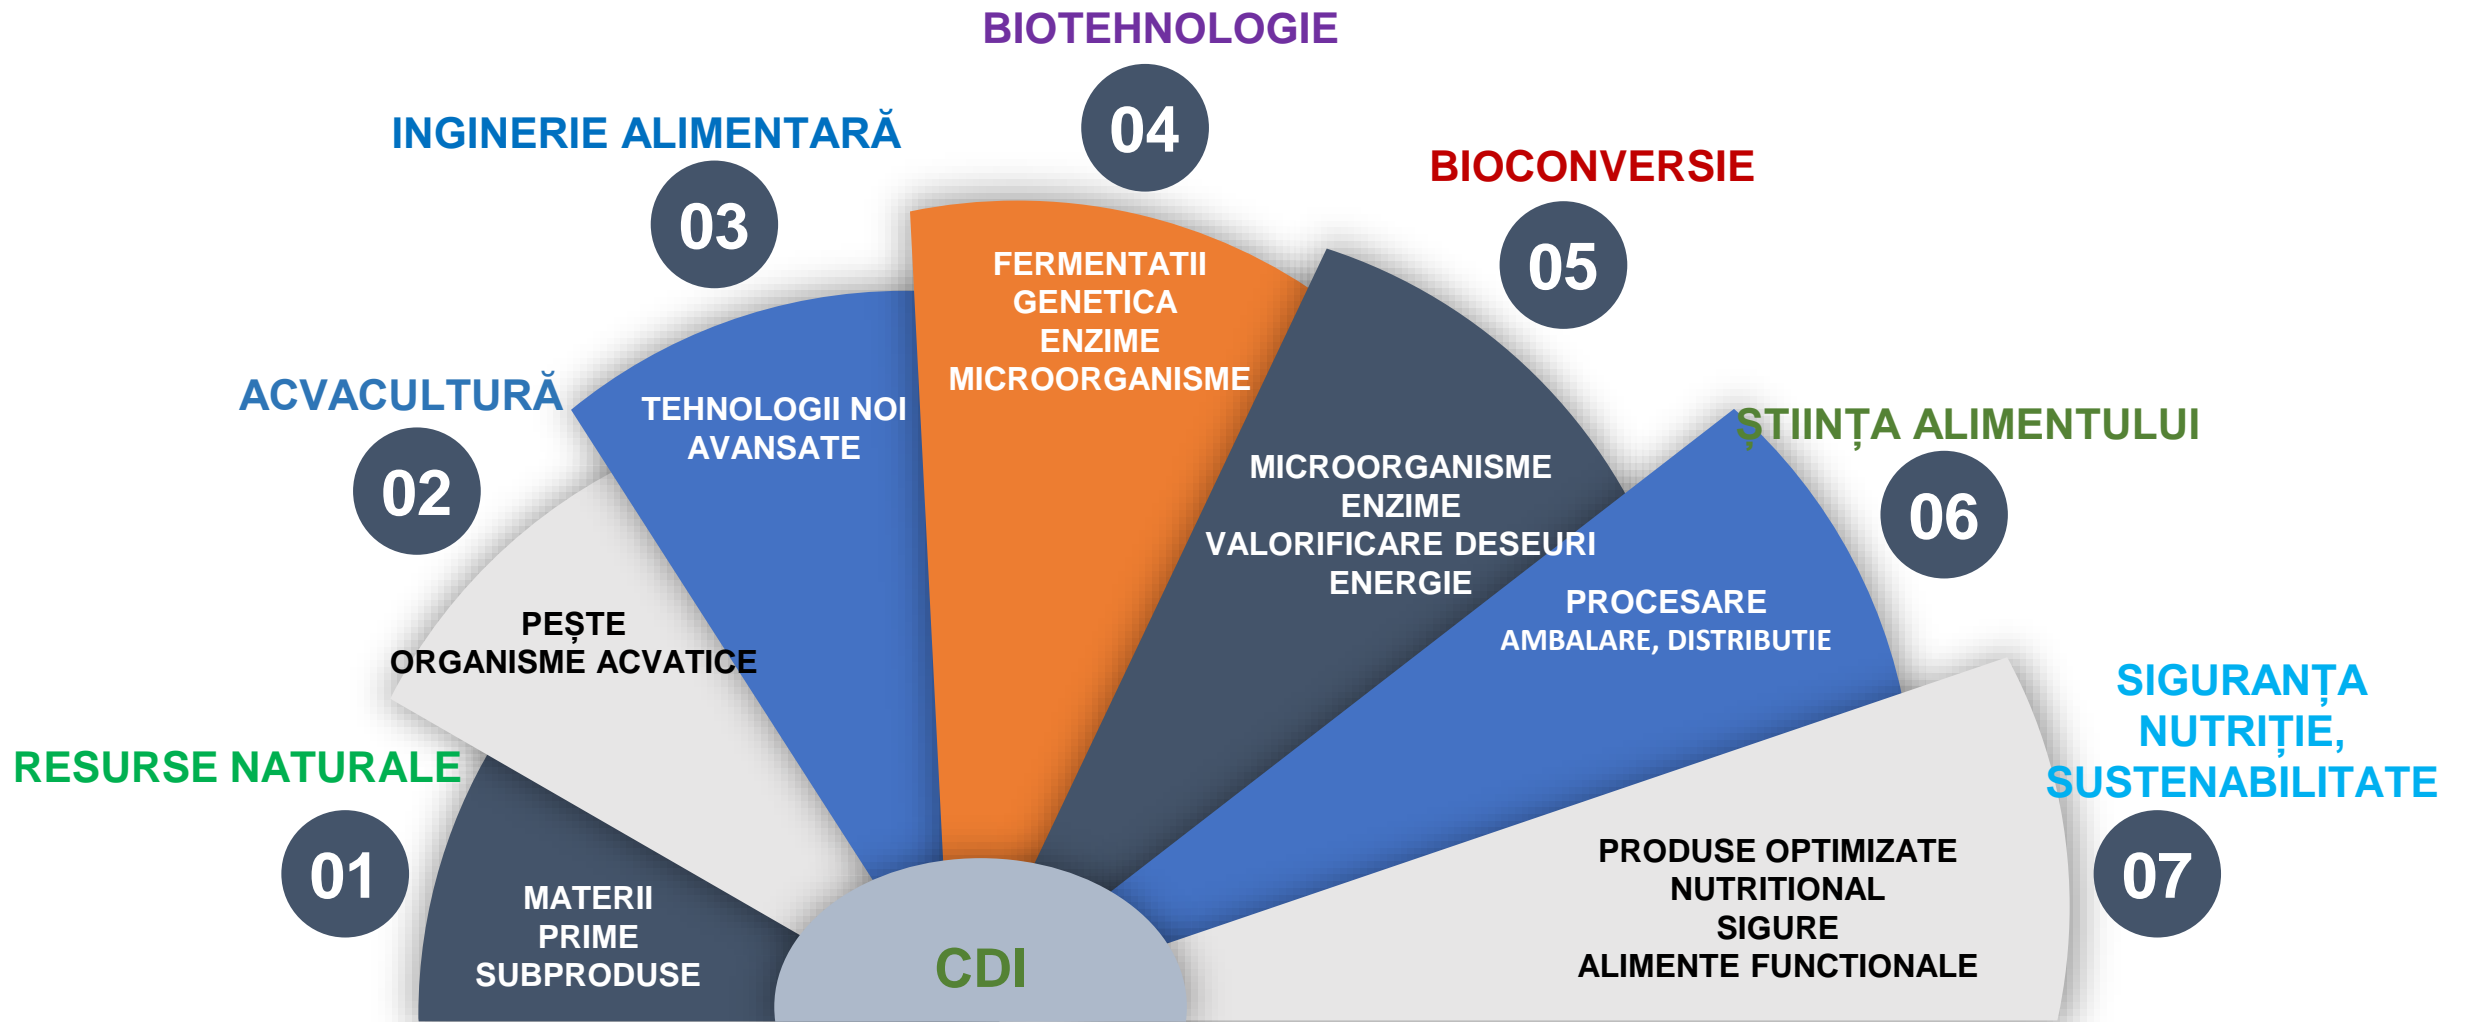 RESURSE NATURALE
01
MATERII
PRIME
SUBPRODUSE
ACVACULTURĂ
02
PEȘTE
ORGANISME ACVATICE
INGINERIE ALIMENTARĂ
03
TEHNOLOGII NOI
AVANSATE
BIOTEHNOLOGIE
04
FERMENTATII
GENETICA
ENZIME
MICROORGANISME
BIOCONVERSIE
05
MICROORGANISME
ENZIME
VALORIFICARE DESEURI
ENERGIE
ȘTIINȚA ALIMENTULUI
06
PROCESARE
AMBALARE, DISTRIBUTIE
SIGURANȚA
NUTRIȚIE,
SUSTENABILITATE
07
PRODUSE OPTIMIZATE
NUTRITIONAL
SIGURE
ALIMENTE FUNCTIONALE
CDI